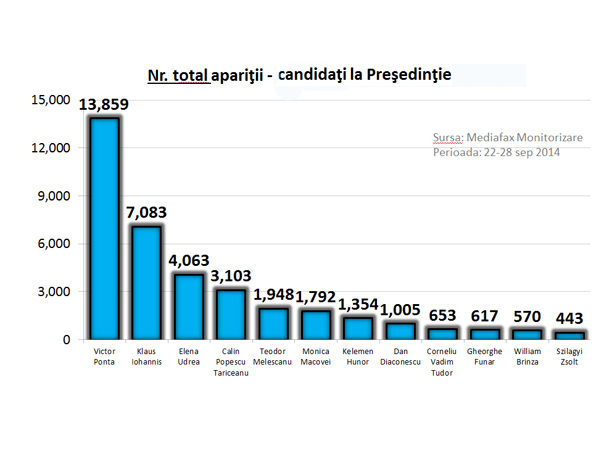 Nr. total apariţii - candidaţi la Preşedinţie
Sursa: Mediafax Monitorizare
Perioada: 22-28 sep 2014
15,000
12,000
9,000
6,000
3,000
0
13,859
7,083
4,063
3,103
1,948
1,792
1,354
1,005
653
617
570
443
Victor
Ponta
Klaus
Iohannis
Elena
Udrea
Calin
Popescu
Tariceanu
Teodor
Melescanu
Monica
Macovei
Kelemen
Hunor
Dan
Diaconescu
Corneliu
Vadim
Tudor
Gheorghe
Funar
William
Brinza
Szilagyi
Zsolt